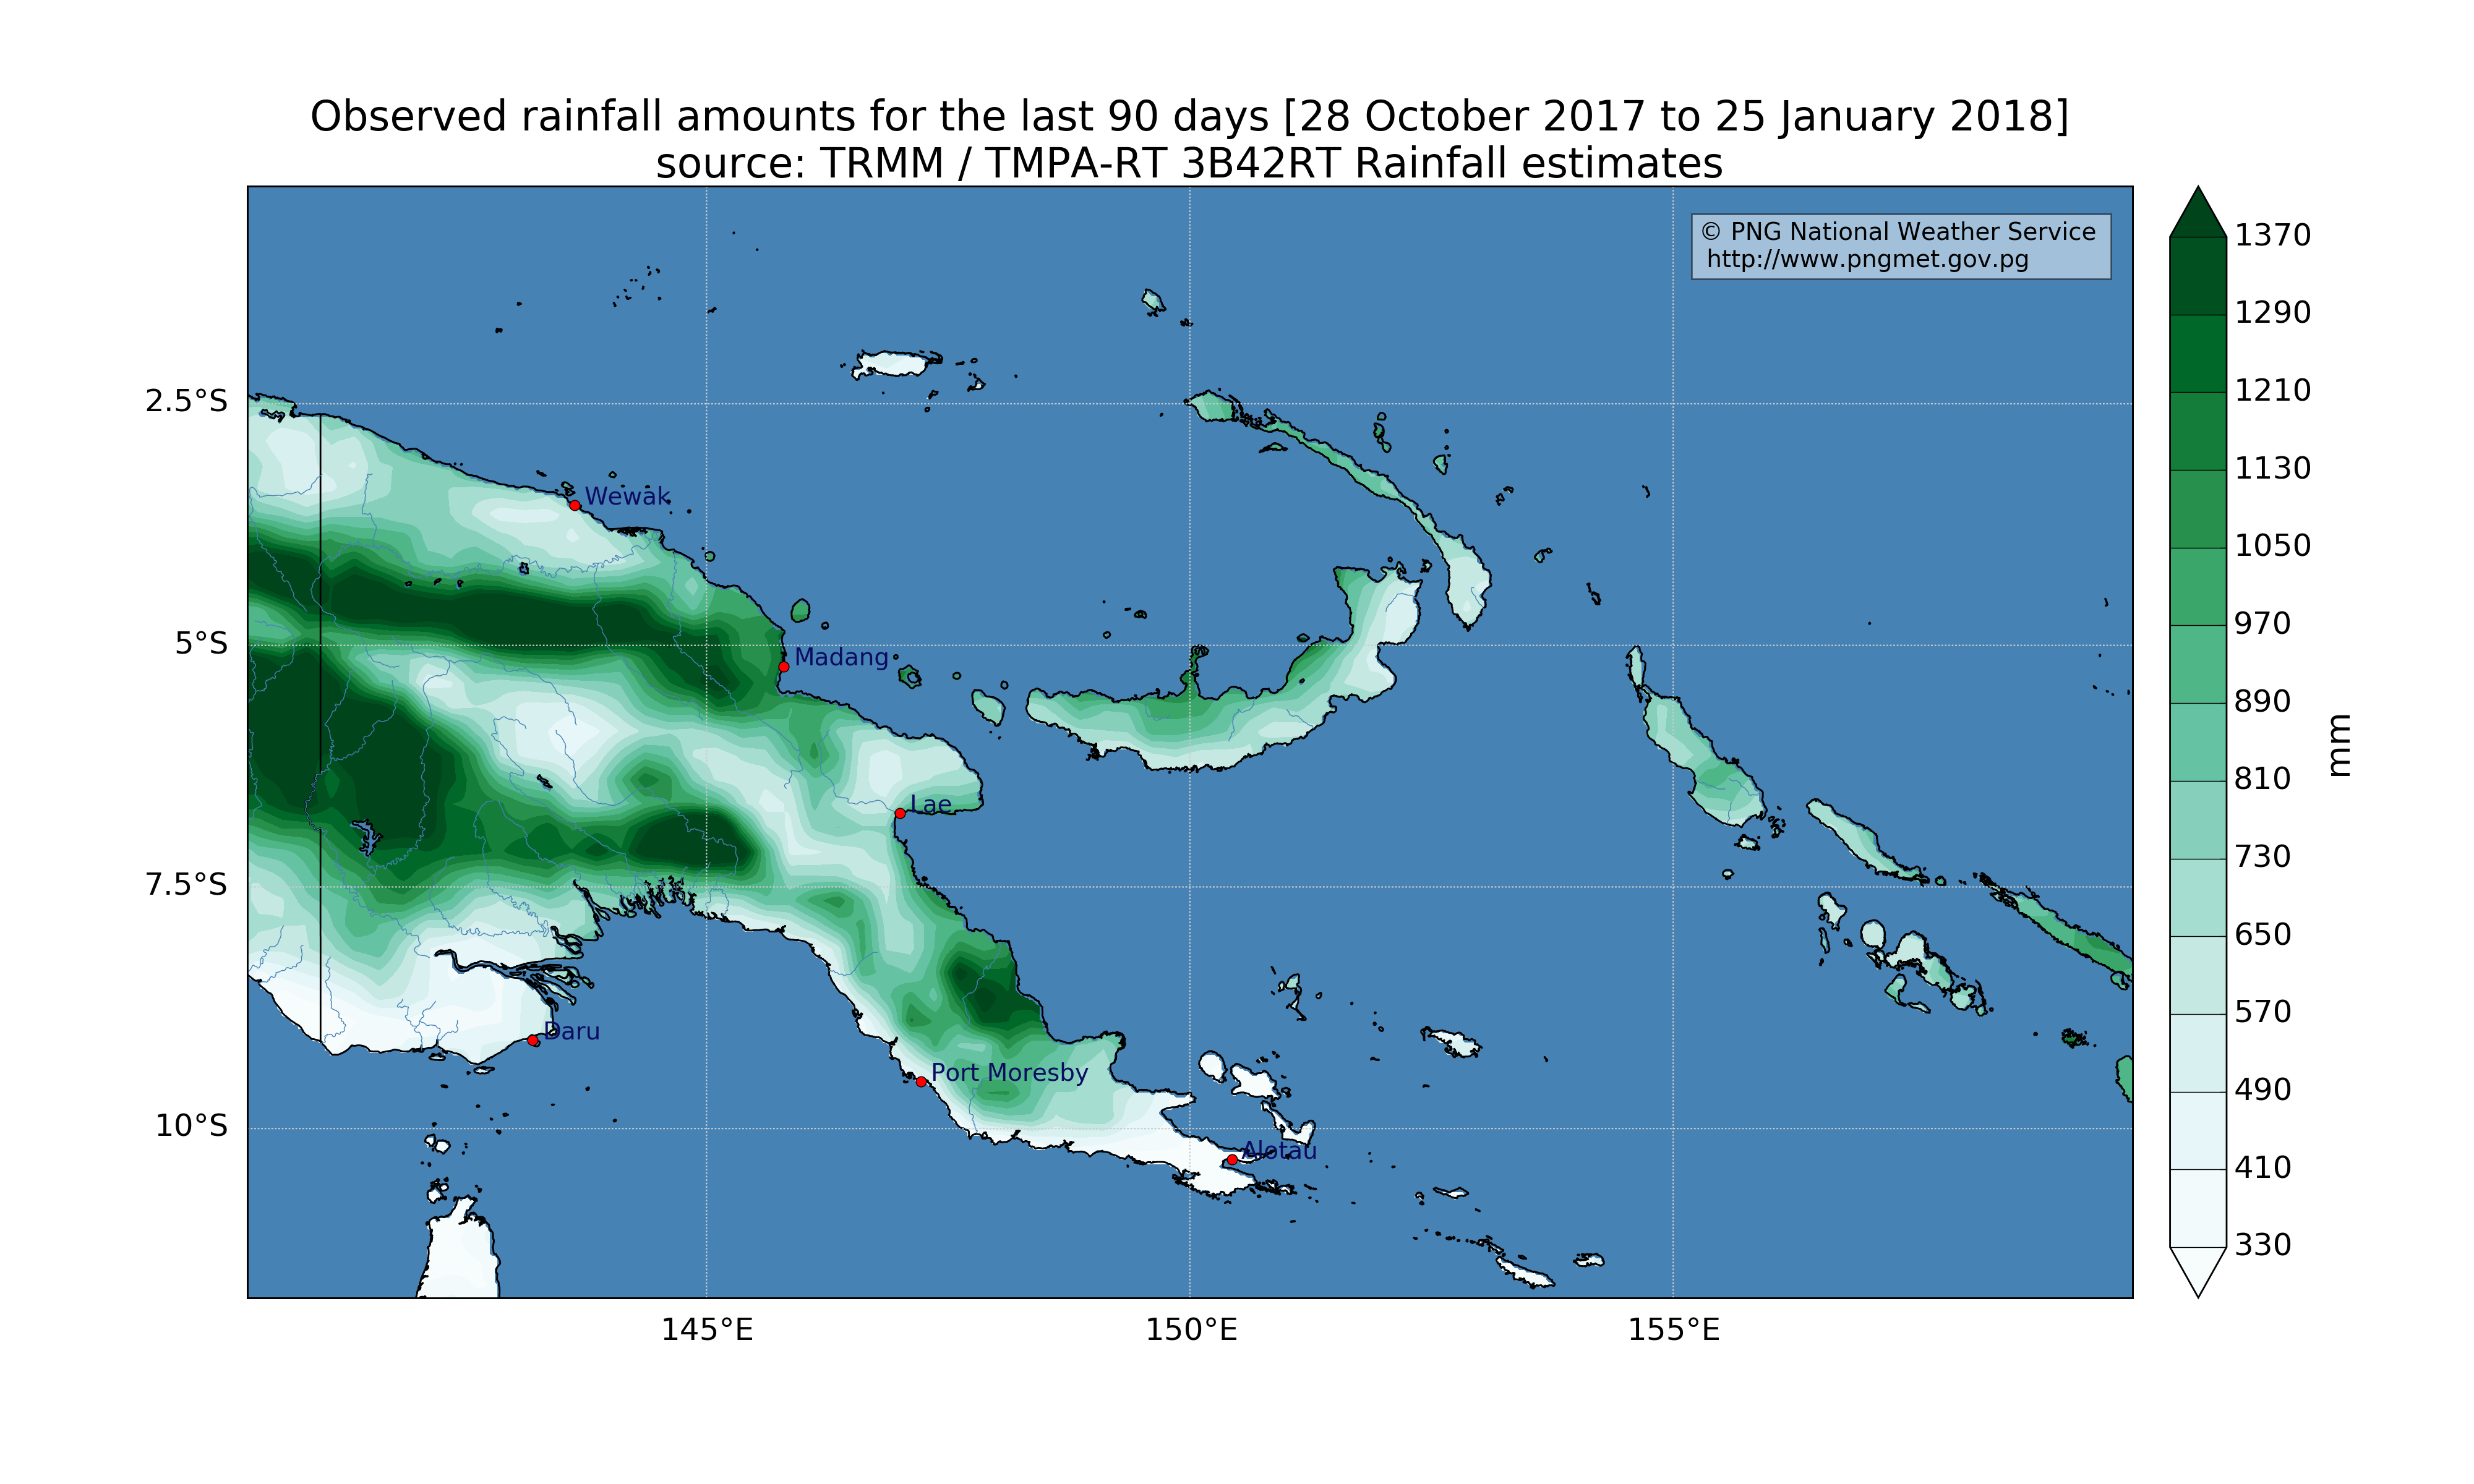 Observed rainfall amounts for the last 90 days [28 October 2017 to 25 January 2018]
source: TRMM / TMPA-RT 3B42RT Rainfall estimates
© PNG National Weather Service
http://www.pngmet.gov.pg
1370
1290
1210
1130
1050
970
890
810
730
650
570
490
410
330
mm
2.5°S
5°S
7.5°S
10°S
Wewak
Madang
Lae
Daru
Port Moresby
Alotau
145°E
150°E
155°E